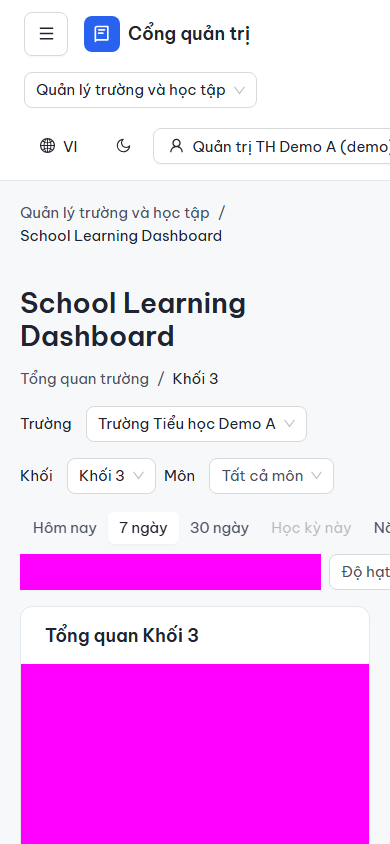 Cổng quản trị
Quản lý trường và học tập
VI
Quản trị TH Demo A (demo)
Quản lý trường và học tập /
School Learning Dashboard
School Learning
Dashboard
Tổng quan trường / Khối 3
Trường Trường Tiểu học Demo A
Khối Khối 3 Môn Tất cả môn
Hôm nay 7 ngày 30 ngày Học kỳ này
Độ hạt
Tổng quan Khối 3